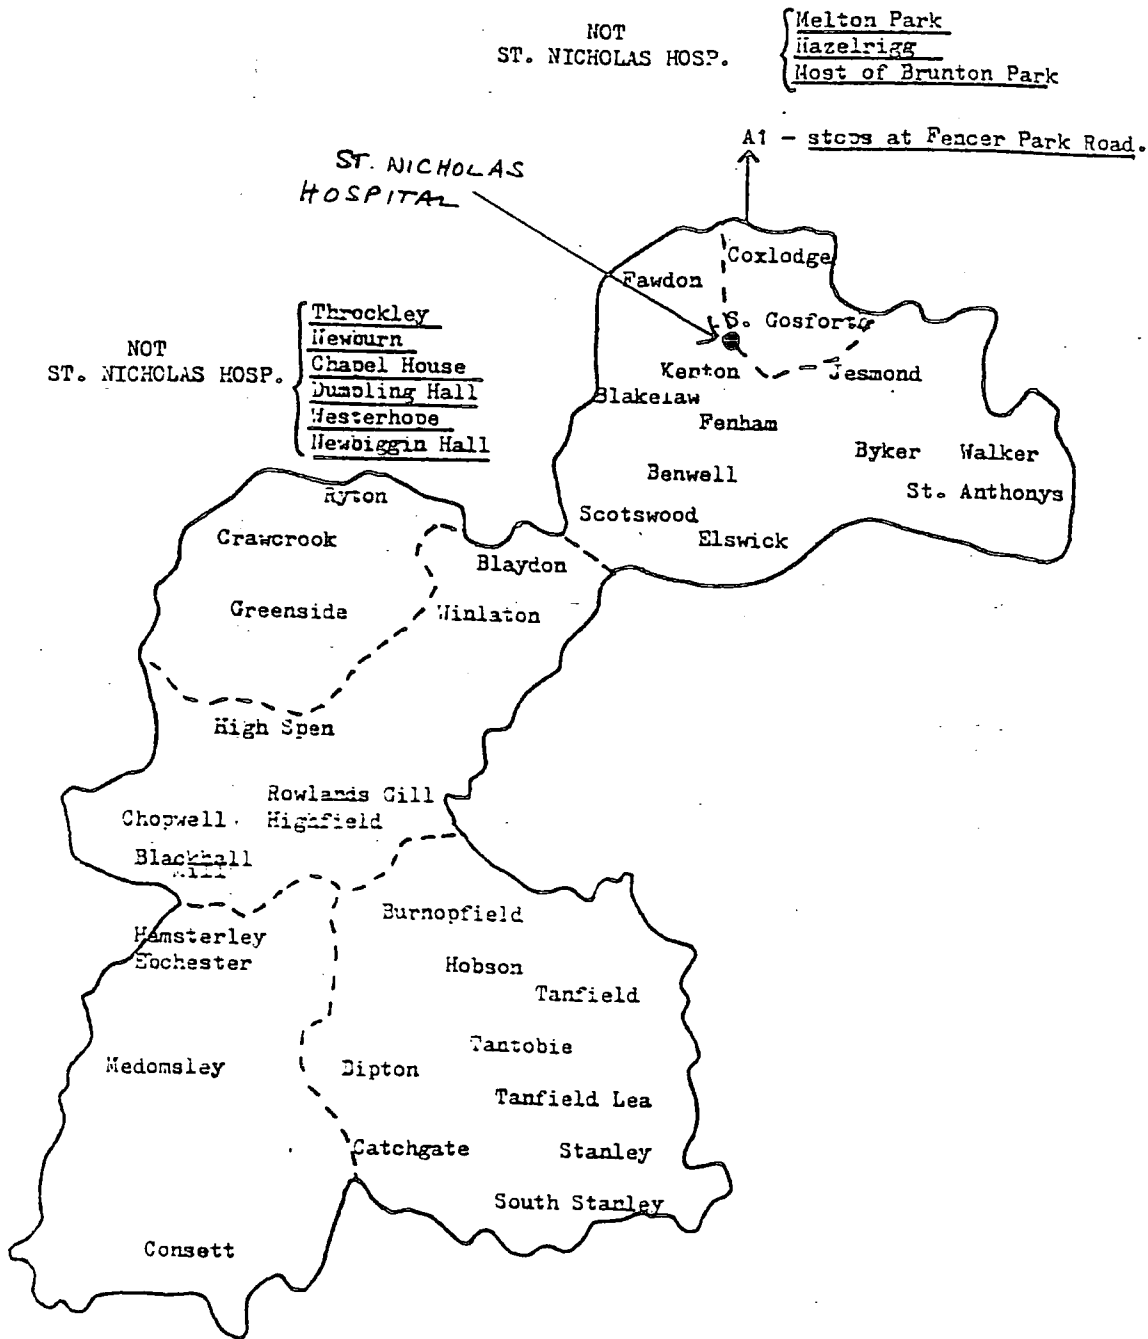 NOT
ST. NICHOLAS HOSP.
Melton Park
Hazelrigg
Most of Brunton Park
A1 - stops at Fencer Park Road.
ST. NICHOLAS
HOSPITAL
Coxlodge
Fawdon
S. Gosforth
Kenton
Jesmond
Blakelaw
Fenham
Byker
Walker
Benwell
St. Anthonys
Scotswood
Elswick
NOT
ST. NICHOLAS HOSP.
Throckley
Newburn
Chapel House
Dumpling Hall
Westerhope
Newbiggin Hall
Ryton
Crawcrook
Blaydon
Greenside
Winlaton
High Spen
Rowlands Gill
Chopwell
Highfield
Blackhall
Mill
Burnopfield
Hamsterley
Ebchester
Hobson
Tanfield
Tantobie
Medomsley
Dipton
Tanfield Lea
Catchgate
Stanley
South Stanley
Consett